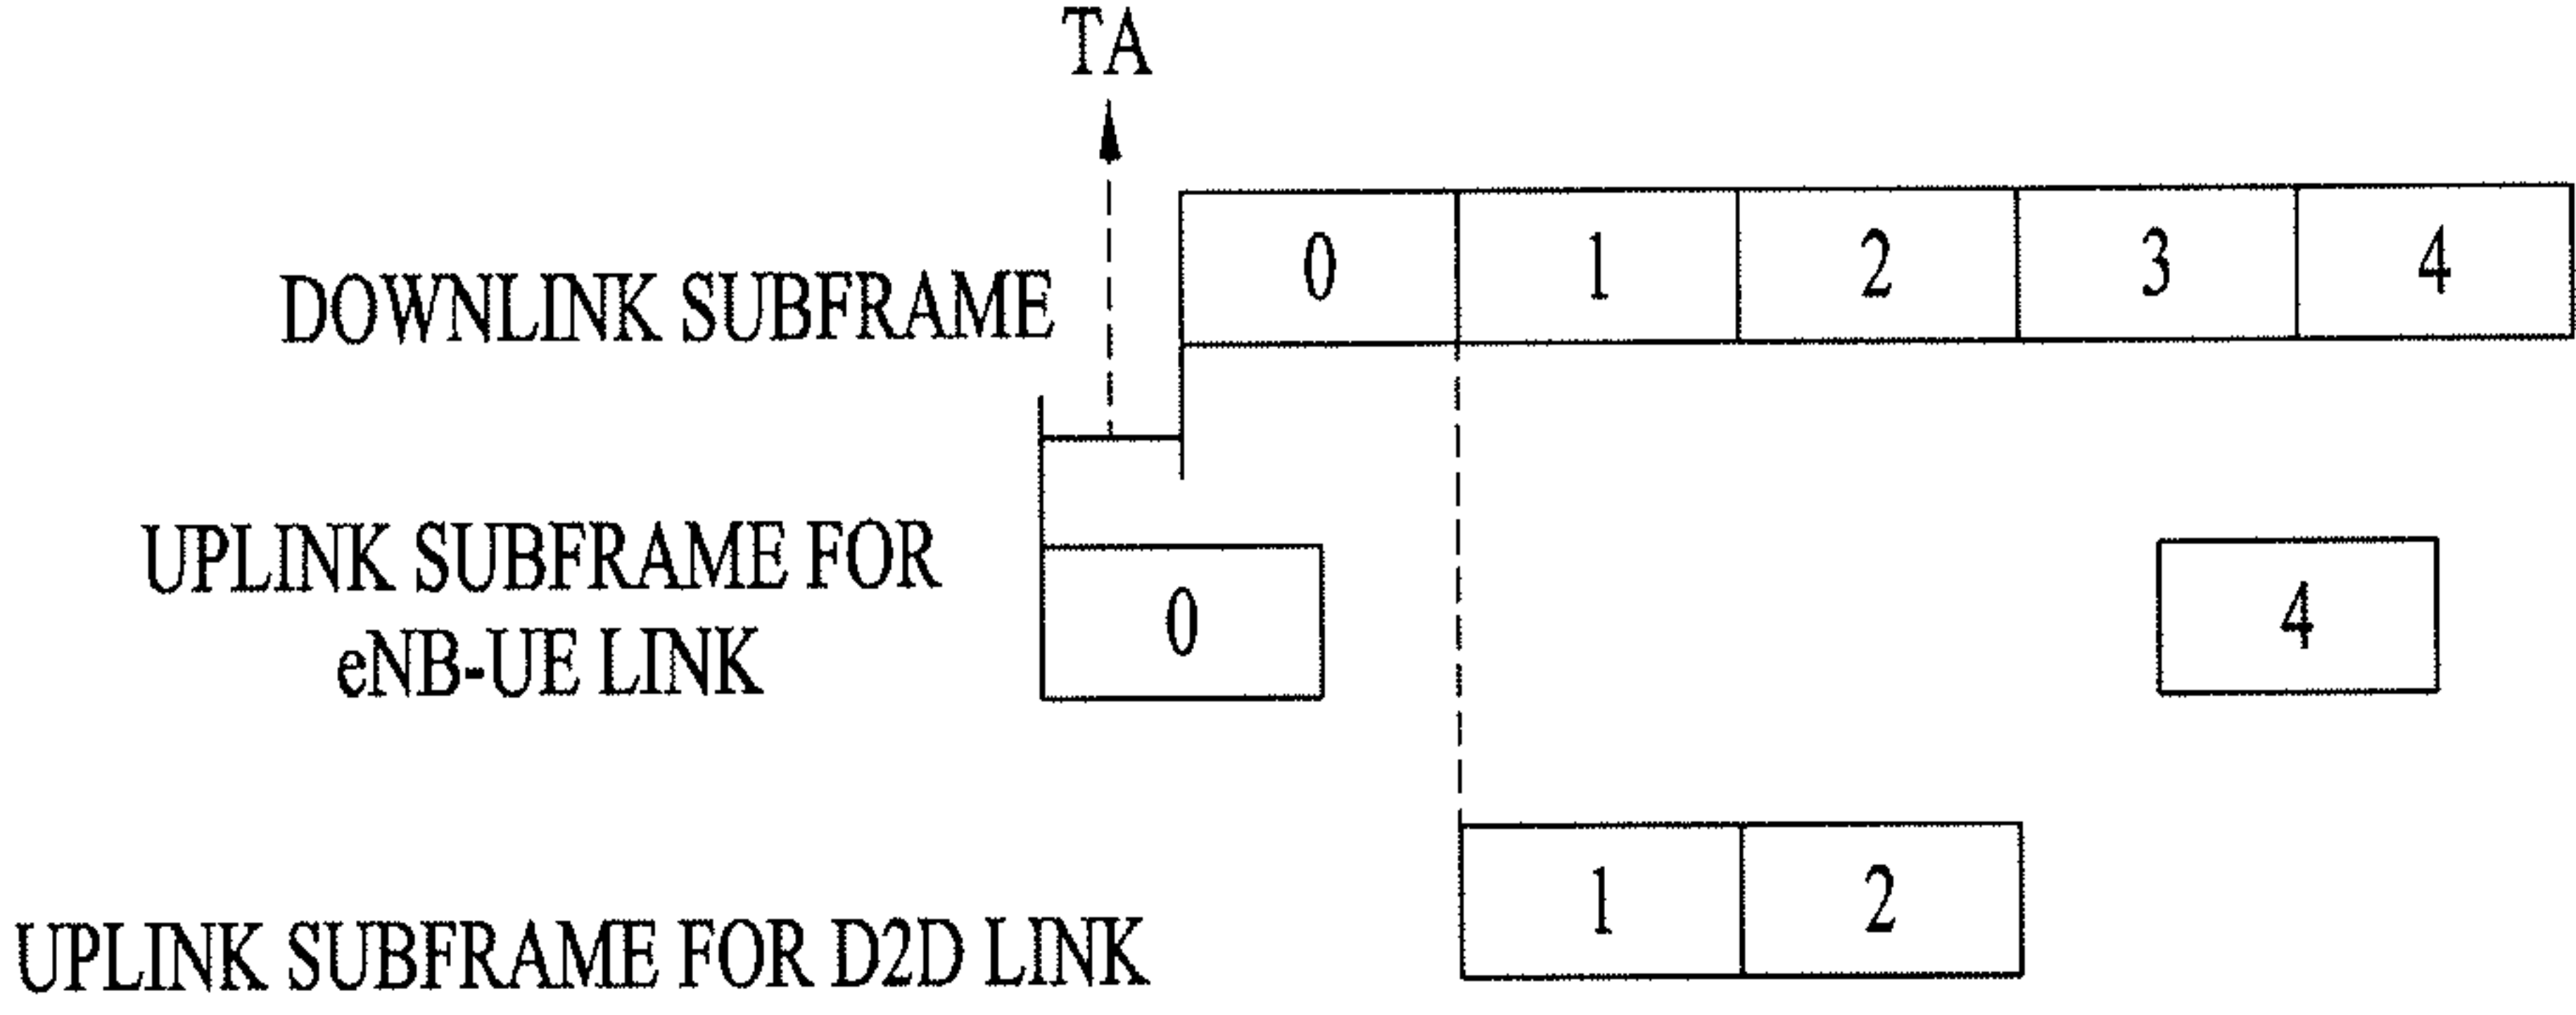 TA
DOWNLINK SUBFRAME
0 1 2 3 4
UPLINK SUBFRAME FOR
eNB-UE LINK
0 4
UPLINK SUBFRAME FOR D2D LINK
1 2